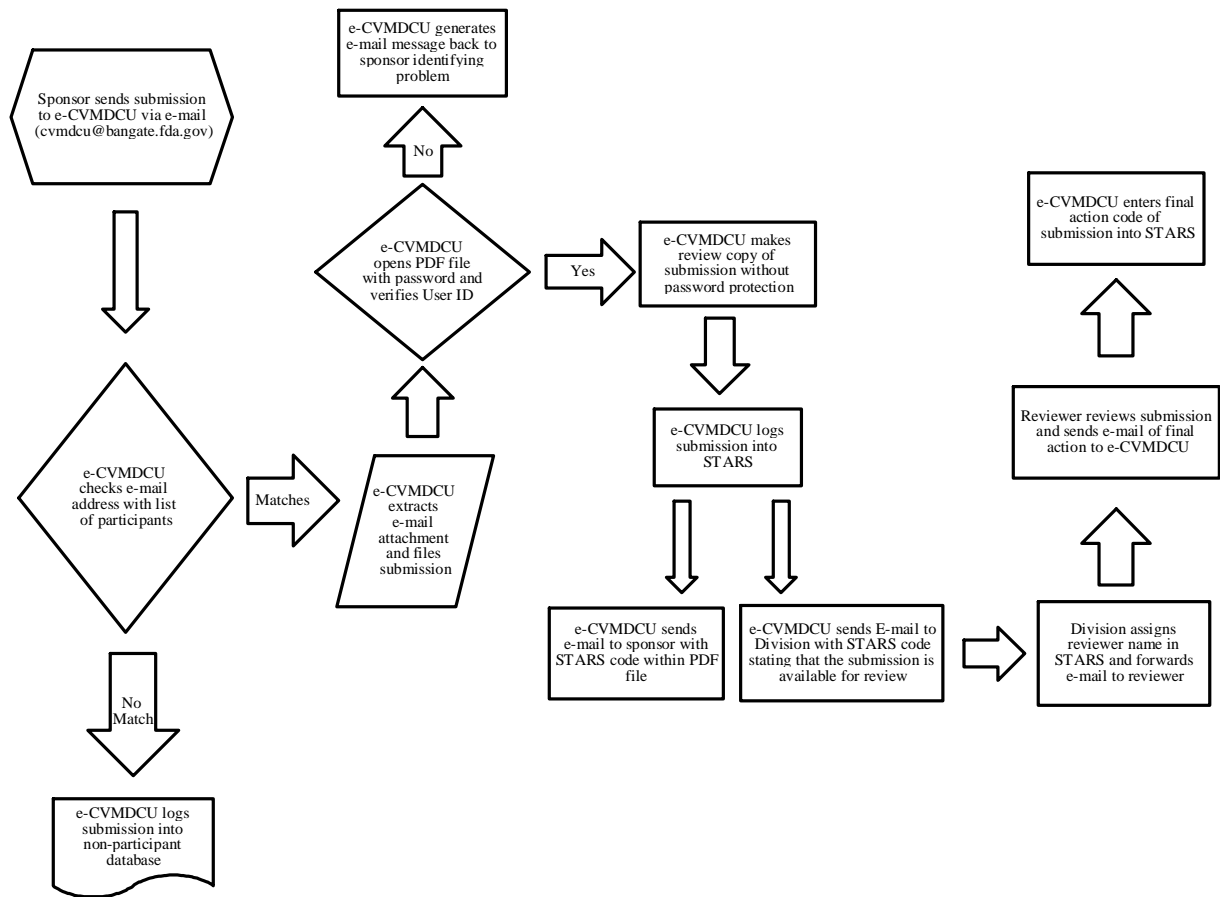 Sponsor sends submission
to e-CVMDCU via e-mail
(cvmdcu@bangate.fda.gov)
e-CVMDCU
checks e-mail
address with list
of participants
No
Match
e-CVMDCU logs
submission into
non-participant
database
Matches
e-CVMDCU
extracts
e-mail
attachment
and files
submission
e-CVMDCU
opens PDF file
with password and
verifies User ID
No
e-CVMDCU generates
e-mail message back to
sponsor identifying
problem
Yes
e-CVMDCU makes
review copy of
submission without
password protection
e-CVMDCU logs
submission into
STARS
e-CVMDCU sends
e-mail to sponsor with
STARS code within PDF
file
e-CVMDCU sends E-mail to
Division with STARS code
stating that the submission is
available for review
Division assigns
reviewer name in
STARS and forwards
e-mail to reviewer
Reviewer reviews submission
and sends e-mail of final
action to e-CVMDCU
e-CVMDCU enters final
action code of
submission into STARS